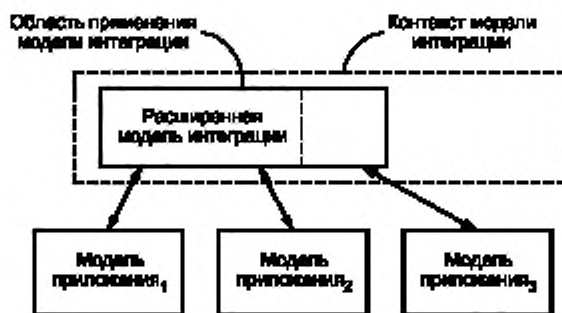 Область применения
модели интеграции
Контекст модели
интеграции
Расширенная
модель интеграции
Модель
приложения₁
Модель
приложения₂
Модель
приложения₃